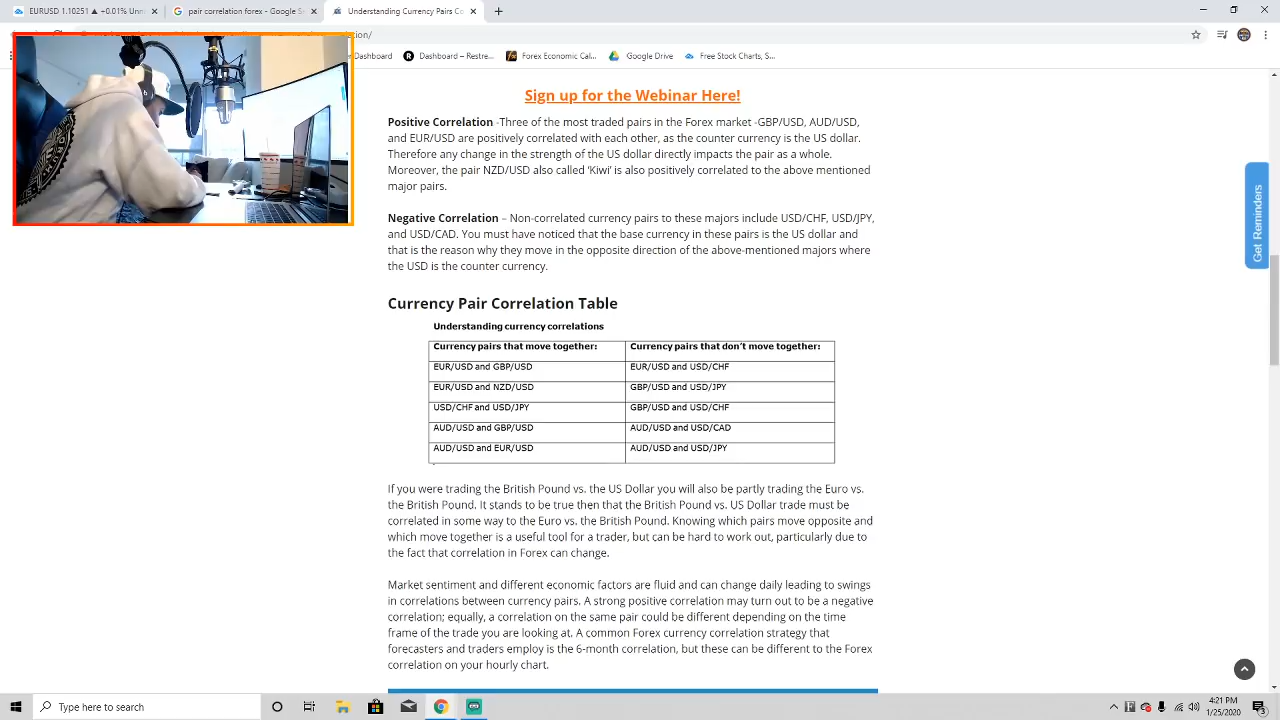 EURUSD 1.10251 ▲ +0.01% Unn
pair correlation forex - Google Se
Understanding Currency Pairs Co
ion/
Dashboard
Dashboard – Restre...
Forex Economic Cal...
Google Drive
Free Stock Charts, S...
Sign up for the Webinar Here!
Positive Correlation -Three of the most traded pairs in the Forex market -GBP/USD, AUD/USD,
and EUR/USD are positively correlated with each other, as the counter currency is the US dollar.
Therefore any change in the strength of the US dollar directly impacts the pair as a whole.
Moreover, the pair NZD/USD also called ‘Kiwi’ is also positively correlated to the above mentioned
major pairs.
Negative Correlation – Non-correlated currency pairs to these majors include USD/CHF, USD/JPY,
and USD/CAD. You must have noticed that the base currency in these pairs is the US dollar and
that is the reason why they move in the opposite direction of the above-mentioned majors where
the USD is the counter currency.
Get Reminders
Currency Pair Correlation Table
Understanding currency correlations
Currency pairs that move together: Currency pairs that don't move together:
EUR/USD and GBP/USD EUR/USD and USD/CHF
EUR/USD and NZD/USD GBP/USD and USD/JPY
USD/CHF and USD/JPY GBP/USD and USD/CHF
AUD/USD and GBP/USD AUD/USD and USD/CAD
AUD/USD and EUR/USD AUD/USD and USD/JPY
If you were trading the British Pound vs. the US Dollar you will also be partly trading the Euro vs.
the British Pound. It stands to be true then that the British Pound vs. US Dollar trade must be
correlated in some way to the Euro vs. the British Pound. Knowing which pairs move opposite and
which move together is a useful tool for a trader, but can be hard to work out, particularly due to
the fact that correlation in Forex can change.
Market sentiment and different economic factors are fluid and can change daily leading to swings
in correlations between currency pairs. A strong positive correlation may turn out to be a negative
correlation; equally, a correlation on the same pair could be different depending on the time
frame of the trade you are looking at. A common Forex currency correlation strategy that
forecasters and traders employ is the 6-month correlation, but these can be different to the Forex
correlation on your hourly chart.
Type here to search
4:21 PM
1/25/2020